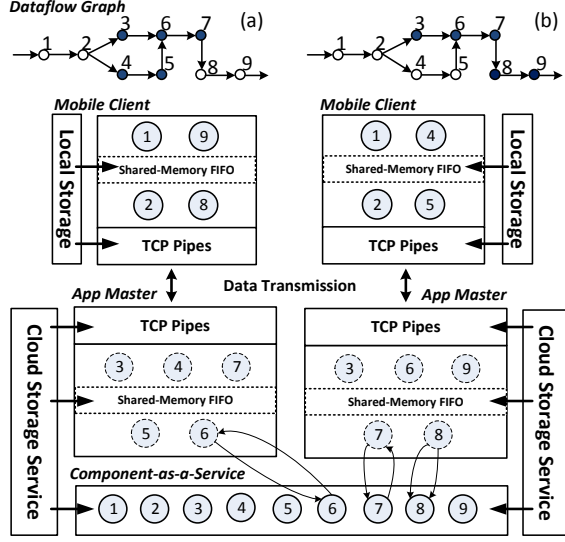 Dataflow Graph
(a)
(b)
1 2 3 4 5 6 7 8 9
1 2 3 4 5 6 7 8 9
Mobile Client
Mobile Client
Local Storage
1 9
Shared-Memory FIFO
2 8
TCP Pipes
1 4
Shared-Memory FIFO
2 5
TCP Pipes
Local Storage
Data Transmission
App Master
App Master
Cloud Storage Service
TCP Pipes
3 4 7
Shared-Memory FIFO
5 6
TCP Pipes
3 6 9
Shared-Memory FIFO
7 8
Cloud Storage Service
Component-as-a-Service
1 2 3 4 5 6 7 8 9